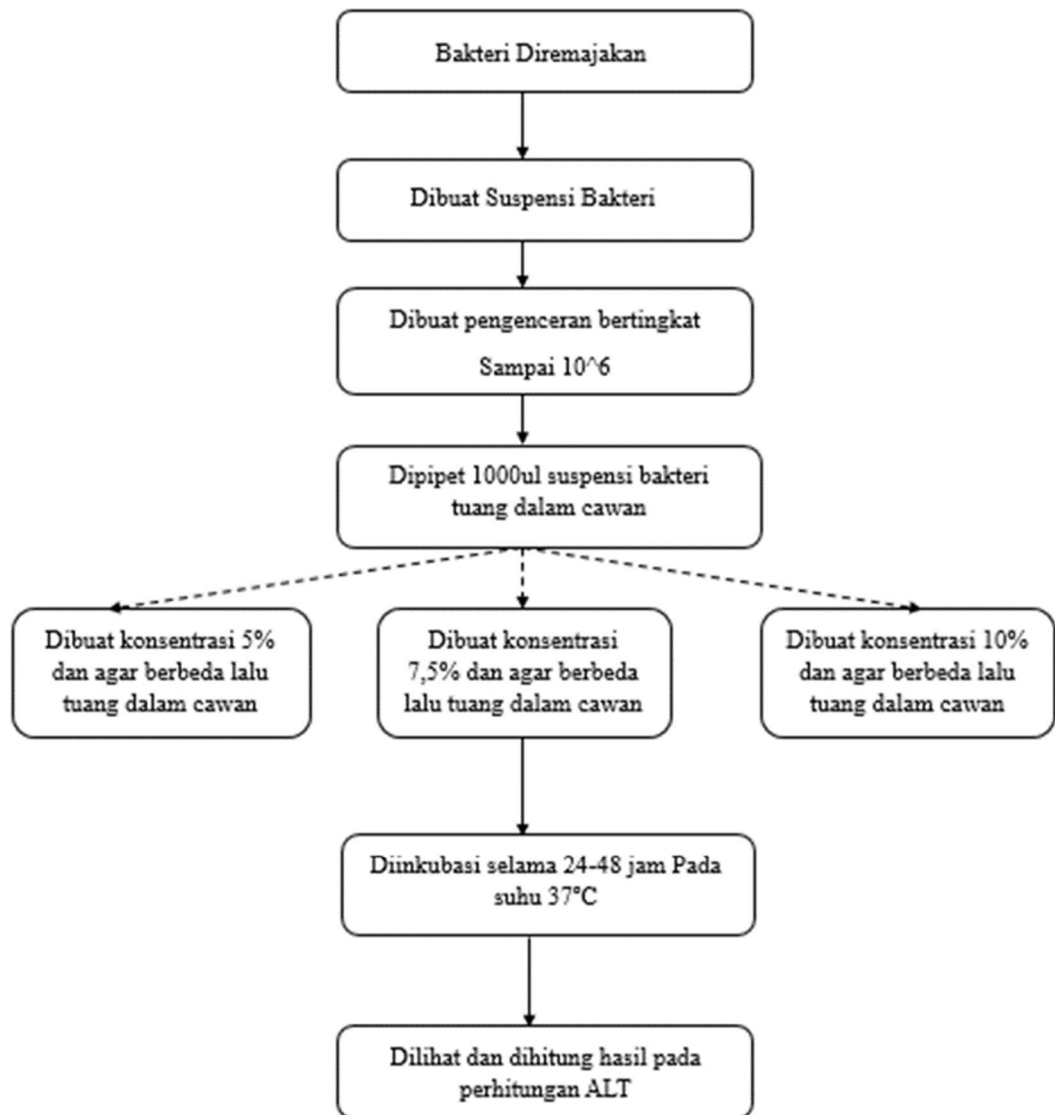 Bakteri Diremajakan
Dibuat Suspensi Bakteri
Dibuat pengenceran bertingkat
Sampai 10^6
Dipipet 1000ul suspensi bakteri
tuang dalam cawan
Dibuat konsentrasi 5%
dan agar berbeda lalu
tuang dalam cawan
Dibuat konsentrasi
7,5% dan agar berbeda
lalu tuang dalam cawan
Dibuat konsentrasi 10%
dan agar berbeda lalu
tuang dalam cawan
Diinkubasi selama 24-48 jam Pada
suhu 37°C
Dilihat dan dihitung hasil pada
perhitungan ALT